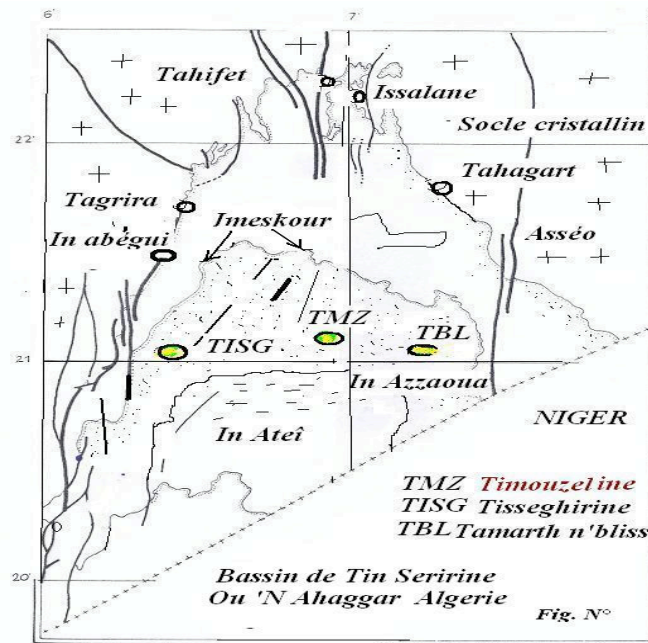 6' 7'
Tahifet
Issalane
Socle cristallin
22'
Tahagart
Tagrira
Imeskour
In abégui
Asséo
TMZ
TISG
TBL
21
In Azzaoua
In Ateî
NIGER
TMZ Timouzeline
TISG Tisseghirine
TBL Tamarth n'bliss
20'
Bassin de Tin Seririne
Ou 'N Ahaggar Algerie
Fig. N°